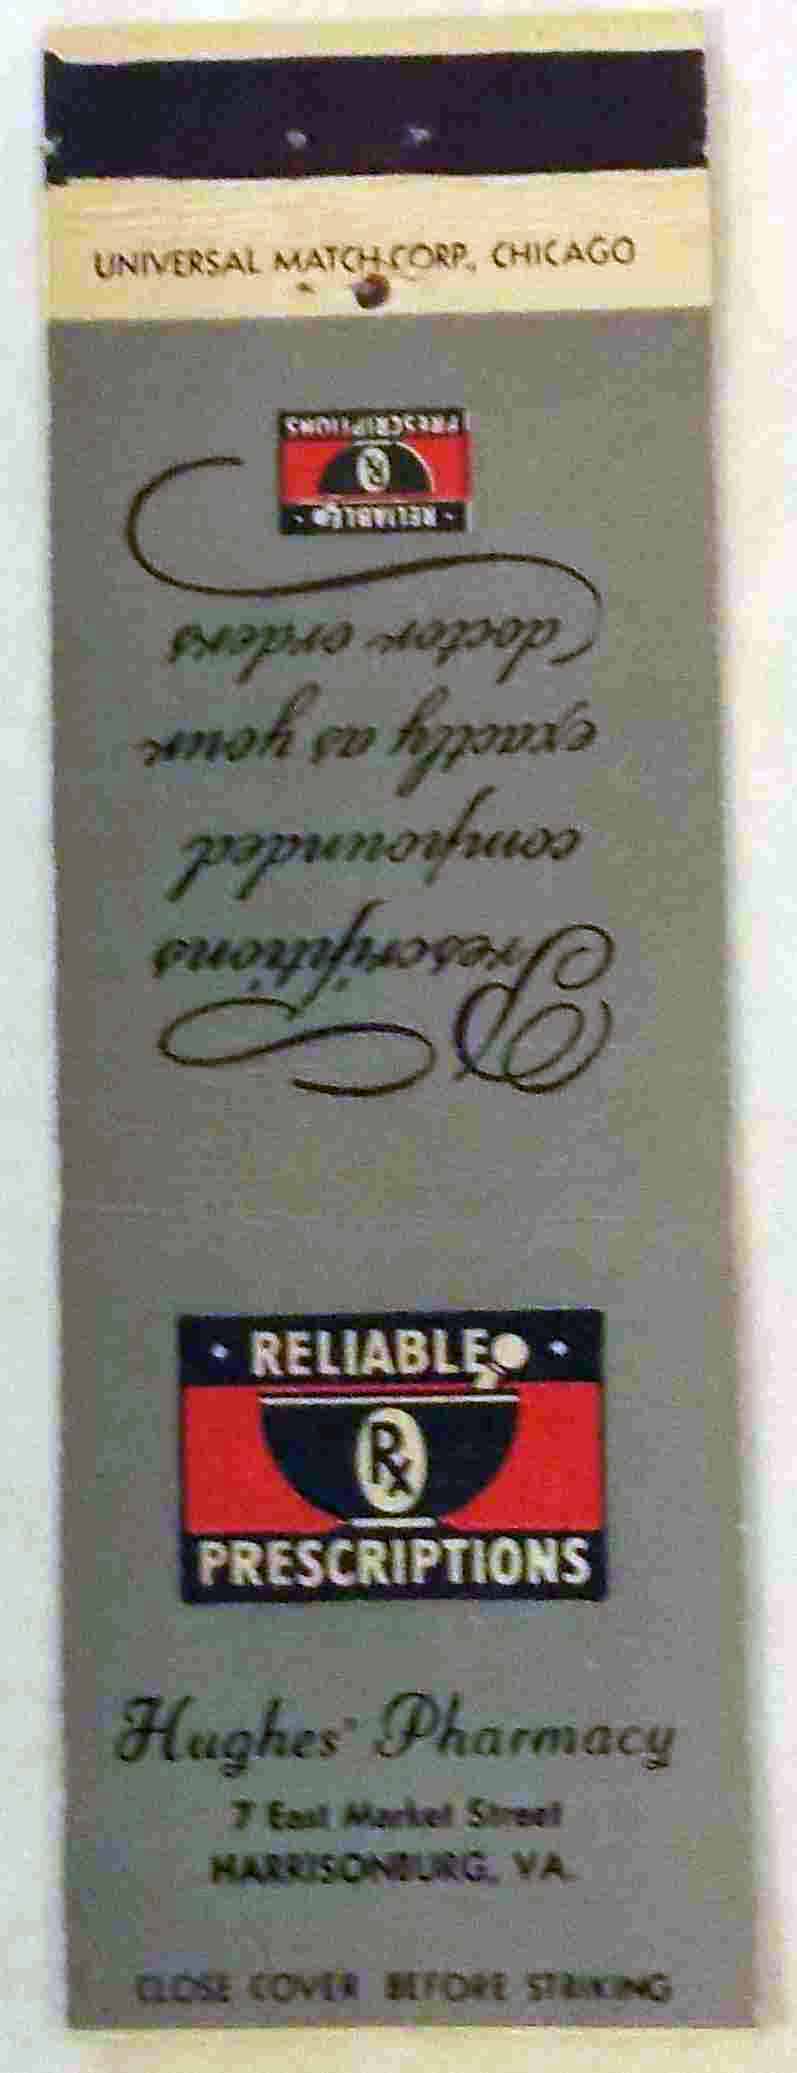 UNIVERSAL MATCH CORP., CHICAGO
RELIABLE
Rx
PRESCRIPTIONS
Prescriptions
compounded
exactly as your
doctor orders
RELIABLE
Rx
PRESCRIPTIONS
Hughes' Pharmacy
7 East Market Street
HARRISONBURG, VA.
CLOSE COVER BEFORE STRIKING